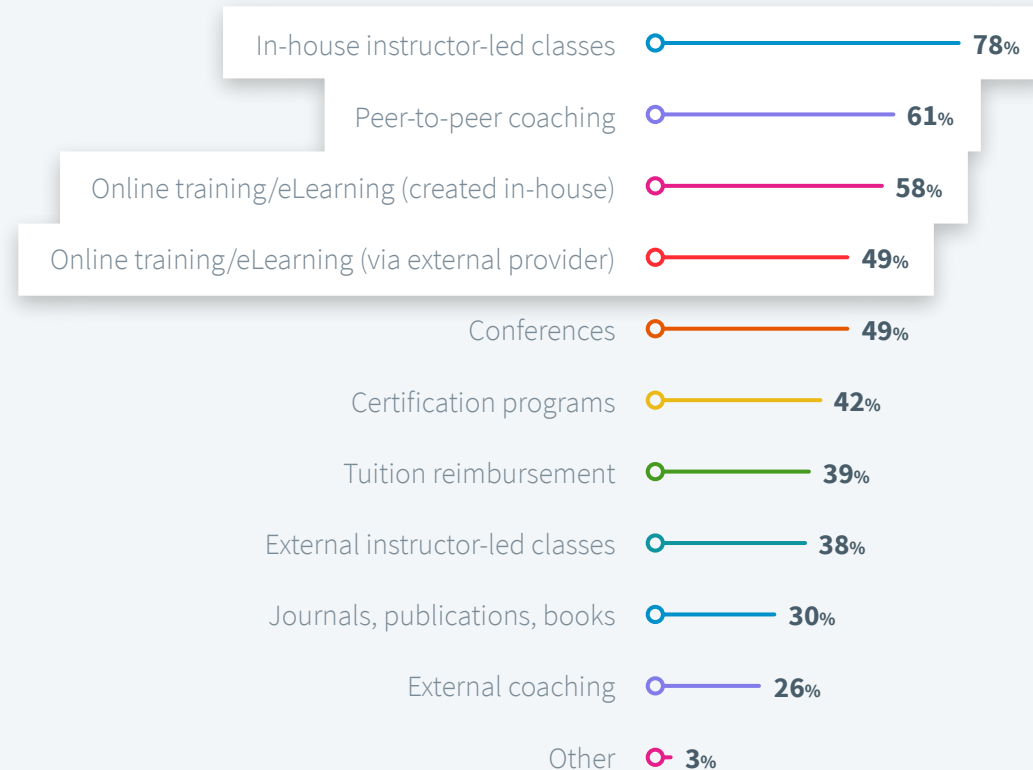 In-house instructor-led classes 78%
Peer-to-peer coaching 61%
Online training/eLearning (created in-house) 58%
Online training/eLearning (via external provider) 49%
Conferences 49%
Certification programs 42%
Tuition reimbursement 39%
External instructor-led classes 38%
Journals, publications, books 30%
External coaching 26%
Other 3%